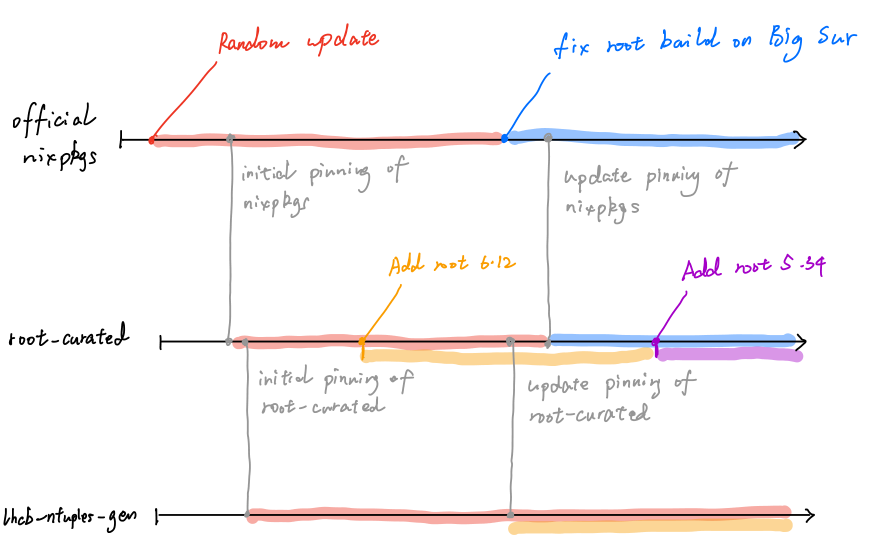 Random update
fix root baild on Big Sur
official
nixpkgs
initial pinning of
nixpkgs
update pinning of
nixpkgs
Add root 6.12
Add root 5.34
root-curated
initial pinning of
root-curated
update pinning of
root-curated
lhcb-ntuples-gen